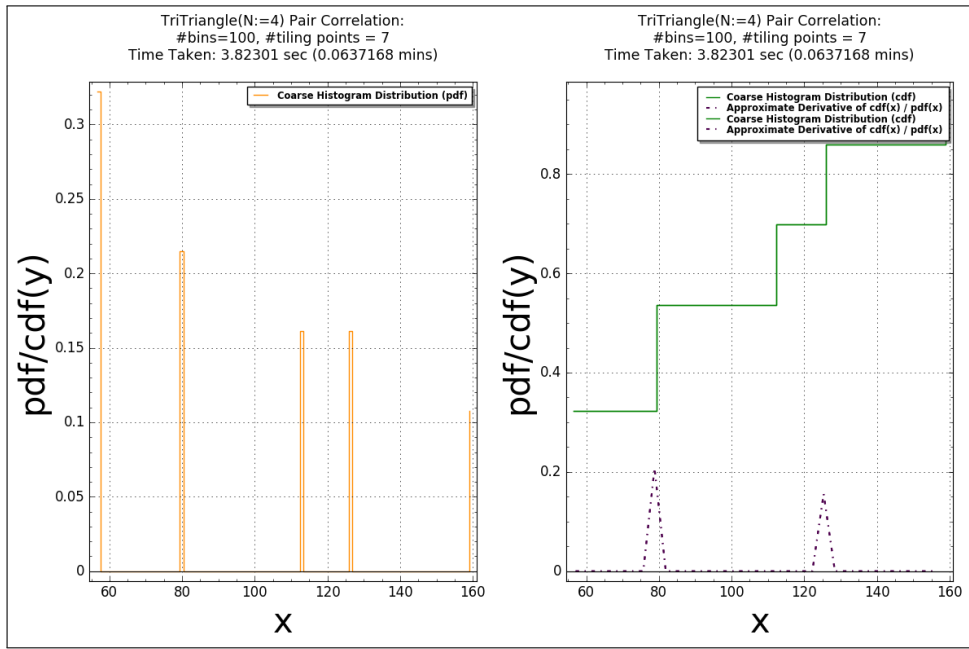 TriTriangle(N:=4) Pair Correlation:
#bins=100, #tiling points = 7
Time Taken: 3.82301 sec (0.0637168 mins)
Coarse Histogram Distribution (pdf)
0.3
0.25
0.2
0.15
0.1
0.05
0
pdf/cdf(y)
60 80 100 120 140 160
x
TriTriangle(N:=4) Pair Correlation:
#bins=100, #tiling points = 7
Time Taken: 3.82301 sec (0.0637168 mins)
Coarse Histogram Distribution (cdf)
Approximate Derivative of cdf(x) / pdf(x)
Coarse Histogram Distribution (cdf)
Approximate Derivative of cdf(x) / pdf(x)
0.8
0.6
0.4
0.2
0
pdf/cdf(y)
60 80 100 120 140 160
x